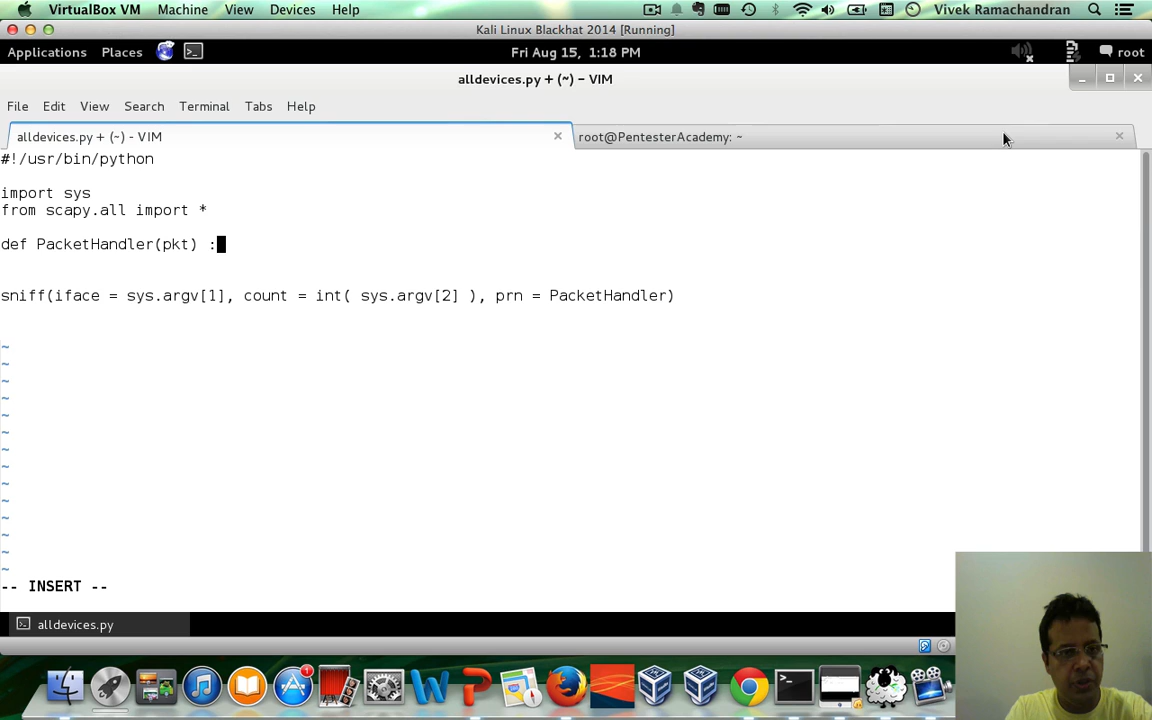 VirtualBox VM Machine View Devices Help Vivek Ramachandran
Kali Linux Blackhat 2014 [Running]
Applications Places Fri Aug 15, 1:18 PM root
alldevices.py + (~) – VIM
File Edit View Search Terminal Tabs Help
alldevices.py + (~) - VIM root@PentesterAcademy: ~
#!/usr/bin/python
import sys
from scapy.all import *
def PacketHandler(pkt) :
sniff(iface = sys.argv[1], count = int( sys.argv[2] ), prn = PacketHandler)
~
~
~
~
~
~
~
~
~
~
~
~
~
~
-- INSERT --
alldevices.py
1